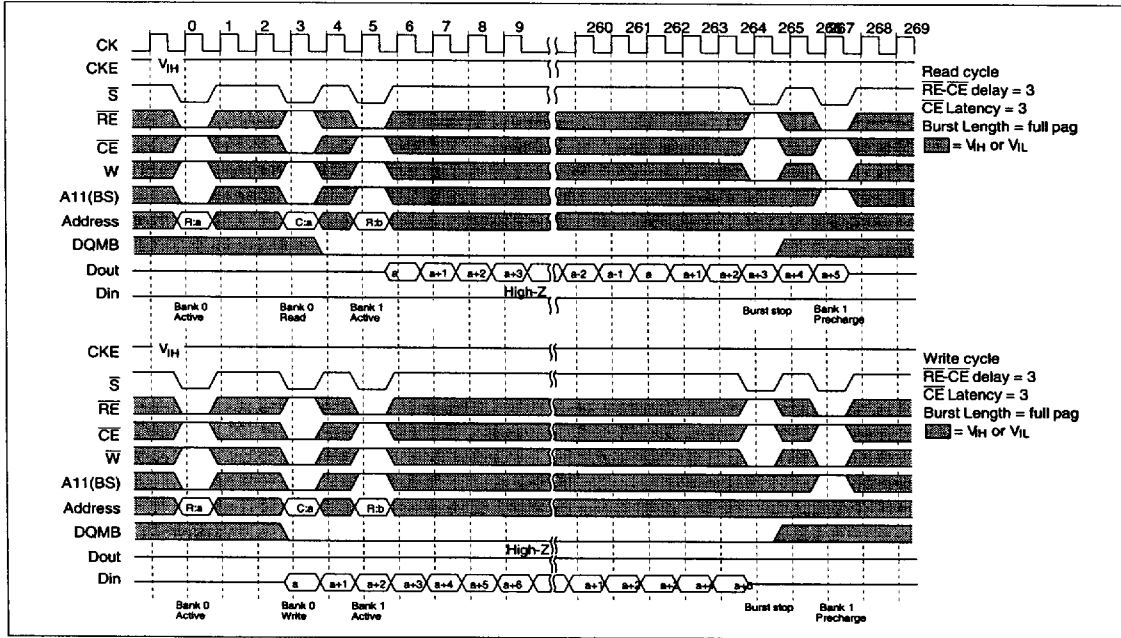 0 1 2 3 4 5 6 7 8 9 260 261 262 263 264 265 267 268 269
CK
CKE VIH
S
RE
CE
W
A11(BS)
Address R:a C:a R:b
DQMB
Dout a a+1 a+2 a+3 a-2 a-1 a a+1 a+2 a+3 a+4 a+5
High-Z
Din
Bank 0 Active
Bank 0 Read
Bank 1 Active
Burst stop
Bank 1 Precharge
Read cycle
RE-CE delay = 3
CE Latency = 3
Burst Length = full pag
= VIH or VIL
CKE VIH
S
RE
CE
W
A11(BS)
Address R:a C:a R:b
DQMB
Dout
High-Z
Din a a+1 a+2 a+3 a+4 a+5 a+6 a+1 a+2
Bank 0 Active
Bank 0 Write
Bank 1 Active
Burst stop
Bank 1 Precharge
Write cycle
RE-CE delay = 3
CE Latency = 3
Burst Length = full pag
= VIH or VIL